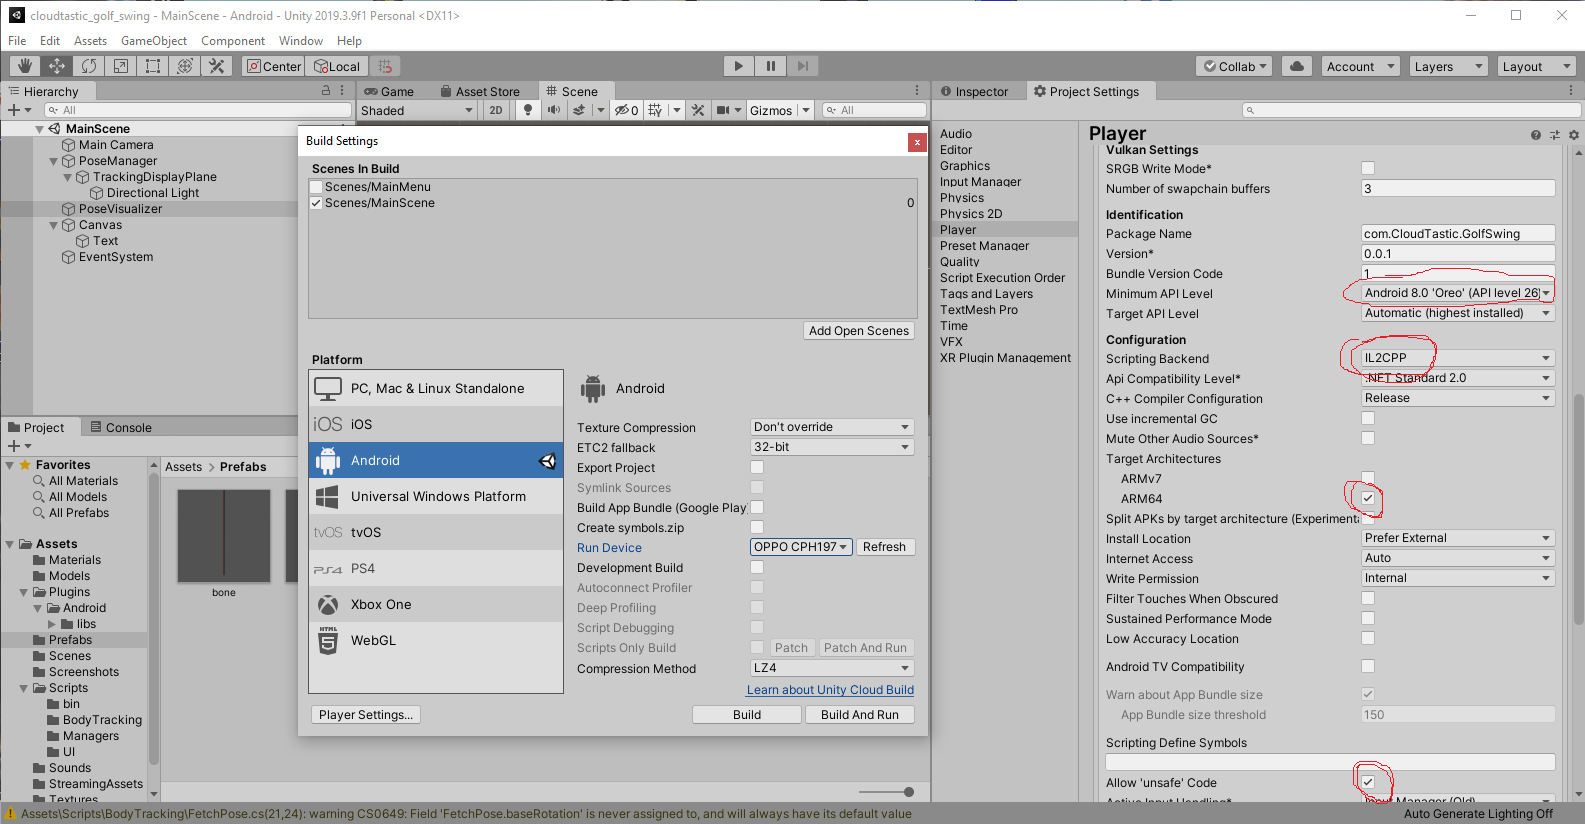 cloudtastic_golf_swing - MainScene - Android - Unity 2019.3.9f1 Personal <DX11>
File Edit Assets GameObject Component Window Help
Center Local Collab Account Layers Layout
Hierarchy
All
MainScene
Main Camera
PoseManager
TrackingDisplayPlane
Directional Light
PoseVisualizer
Canvas
Text
EventSystem
Game Asset Store Scene
Shaded 2D 0 Gizmos All
Build Settings
x
Scenes In Build
Scenes/MainMenu
Scenes/MainScene 0
Add Open Scenes
Platform
PC, Mac & Linux Standalone
iOS iOS
Android
Universal Windows Platform
tvOS tvOS
PS4
Xbox One
HTML 5 WebGL
Android
Texture Compression Don't override
ETC2 fallback 32-bit
Export Project
Symlink Sources
Build App Bundle (Google Play)
Create symbols.zip
Run Device OPPO CPH197 Refresh
Development Build
Autoconnect Profiler
Deep Profiling
Script Debugging
Scripts Only Build Patch Patch And Run
Compression Method LZ4
Learn about Unity Cloud Build
Player Settings... Build Build And Run
Project Console
Favorites
All Materials
All Models
All Prefabs
Assets
Materials
Models
Plugins
Android
libs
Prefabs
Scenes
Screenshots
Scripts
bin
BodyTracking
Managers
UI
Sounds
StreamingAssets
Textures
Assets > Prefabs
bone
Inspector Project Settings
Audio
Editor
Graphics
Input Manager
Physics
Physics 2D
Player
Preset Manager
Quality
Script Execution Order
Tags and Layers
TextMesh Pro
Time
VFX
XR Plugin Management
Player
Vulkan Settings
SRGB Write Mode*
Number of swapchain buffers 3
Identification
Package Name com.CloudTastic.GolfSwing
Version* 0.0.1
Bundle Version Code 1
Minimum API Level Android 8.0 'Oreo' (API level 26)
Target API Level Automatic (highest installed)
Configuration
Scripting Backend IL2CPP
Api Compatibility Level* .NET Standard 2.0
C++ Compiler Configuration Release
Use incremental GC
Mute Other Audio Sources*
Target Architectures
ARMv7
ARM64
Split APKs by target architecture (Experimenta
Install Location Prefer External
Internet Access Auto
Write Permission Internal
Filter Touches When Obscured
Sustained Performance Mode
Low Accuracy Location
Android TV Compatibility
Warn about App Bundle size
App Bundle size threshold 150
Scripting Define Symbols
Allow 'unsafe' Code
Active Input Handling* Input Manager (Old)
Assets\Scripts\BodyTracking\FetchPose.cs(21,24): warning CS0649: Field 'FetchPose.baseRotation' is never assigned to, and will always have its default value
Auto Generate Lighting Off